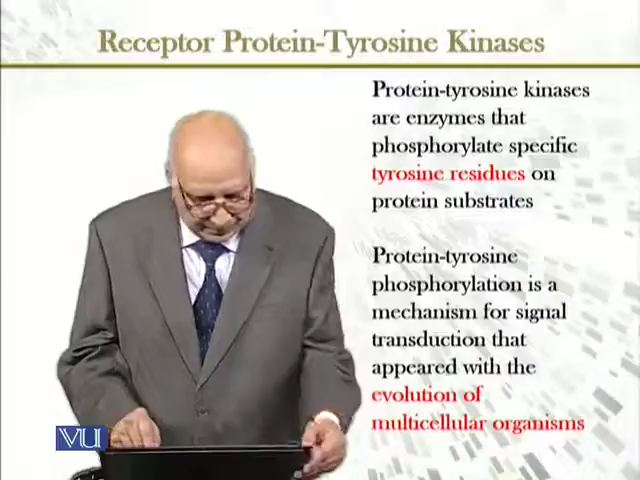 Receptor Protein-Tyrosine Kinases
Protein-tyrosine kinases
are enzymes that
phosphorylate specific
tyrosine residues on
protein substrates
Protein-tyrosine
phosphorylation is a
mechanism for signal
transduction that
appeared with the
evolution of
multicellular organisms
VU